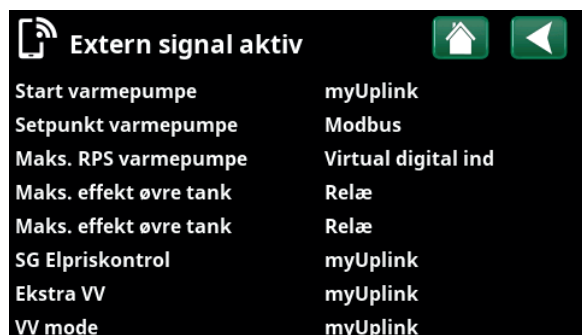 Extern signal aktiv
Start varmepumpe myUplink
Setpunkt varmepumpe Modbus
Maks. RPS varmepumpe Virtual digital ind
Maks. effekt øvre tank Relæ
Maks. effekt øvre tank Relæ
SG Elpriskontrol myUplink
Ekstra VV myUplink
VV mode myUplink